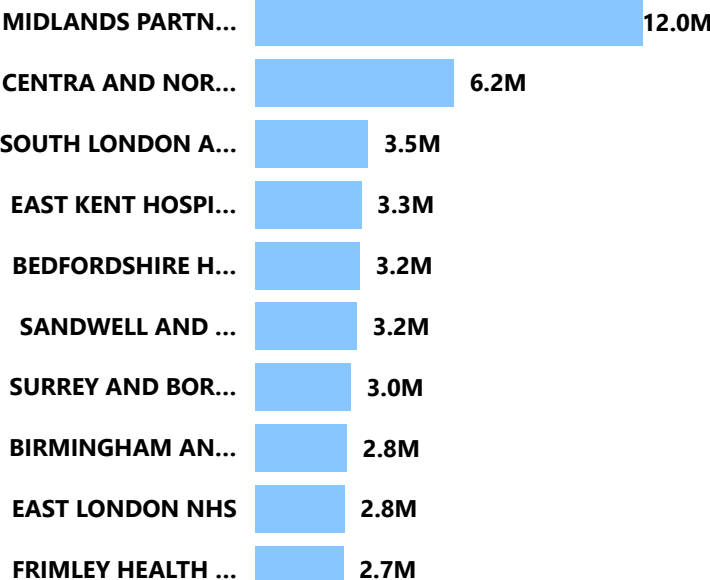 MIDLANDS PARTN... 12.0M
CENTRA AND NOR... 6.2M
SOUTH LONDON A... 3.5M
EAST KENT HOSPI... 3.3M
BEDFORDSHIRE H... 3.2M
SANDWELL AND ... 3.2M
SURREY AND BOR... 3.0M
BIRMINGHAM AN... 2.8M
EAST LONDON NHS 2.8M
FRIMLEY HEALTH ... 2.7M